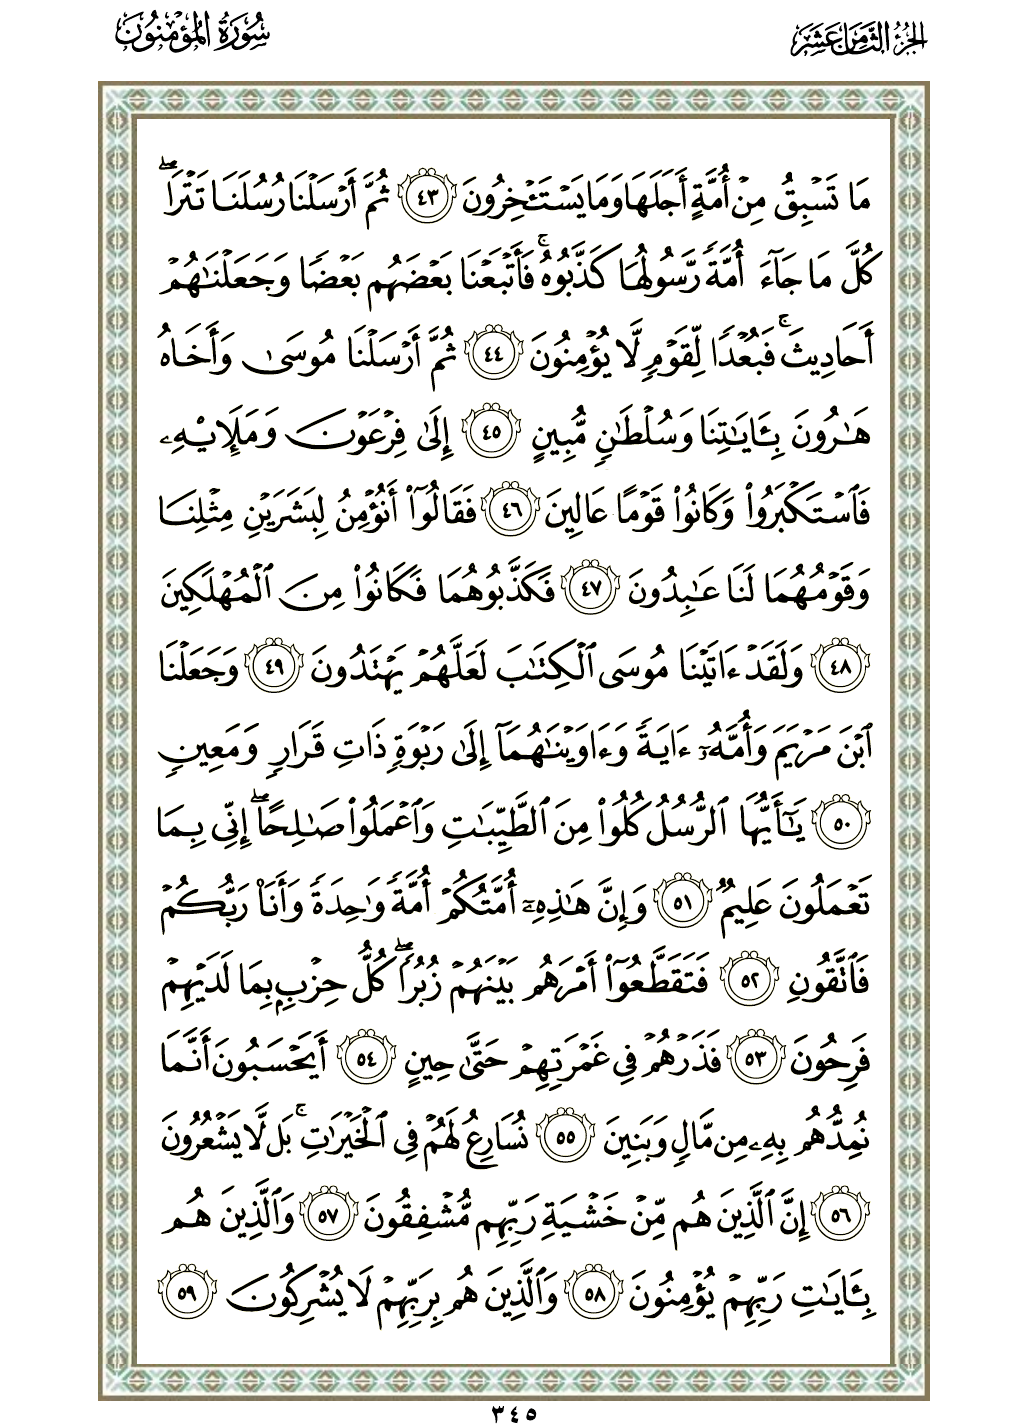 الجزء الثامن عشر
سورة المؤمنون
مَا تَسْبِقُ مِنْ أُمَّةٍ أَجَلَهَا وَمَا يَسْتَـْٔخِرُونَ ٤٣ ثُمَّ أَرْسَلْنَا رُسُلَنَا تَتْرَاۖ
كُلَّ مَا جَآءَ أُمَّةً رَّسُولُهَا كَذَّبُوهُۚ فَأَتْبَعْنَا بَعْضَهُم بَعْضًا وَجَعَلْنَٰهُمْ
أَحَادِيثَۚ فَبُعْدًا لِّقَوْمٍ لَّا يُؤْمِنُونَ ٤٤ ثُمَّ أَرْسَلْنَا مُوسَىٰ وَأَخَاهُ
هَٰرُونَ بِـَٔايَٰتِنَا وَسُلْطَٰنٍ مُّبِينٍ ٤٥ إِلَىٰ فِرْعَوْنَ وَمَلَإِي۟هِۦ
فَٱسْتَكْبَرُوا۟ وَكَانُوا۟ قَوْمًا عَالِينَ ٤٦ فَقَالُوٓا۟ أَنُؤْمِنُ لِبَشَرَيْنِ مِثْلِنَا
وَقَوْمُهُمَا لَنَا عَٰبِدُونَ ٤٧ فَكَذَّبُوهُمَا فَكَانُوا۟ مِنَ ٱلْمُهْلَكِينَ
٤٨ وَلَقَدْ ءَاتَيْنَا مُوسَى ٱلْكِتَٰبَ لَعَلَّهُمْ يَهْتَدُونَ ٤٩ وَجَعَلْنَا
ٱبْنَ مَرْيَمَ وَأُمَّهُۥٓ ءَايَةً وَءَاوَيْنَٰهُمَآ إِلَىٰ رَبْوَةٍ ذَاتِ قَرَارٍ وَمَعِينٍ
٥٠ يَٰٓأَيُّهَا ٱلرُّسُلُ كُلُوا۟ مِنَ ٱلطَّيِّبَٰتِ وَٱعْمَلُوا۟ صَٰلِحًاۖ إِنِّى بِمَا
تَعْمَلُونَ عَلِيمٌ ٥١ وَإِنَّ هَٰذِهِۦٓ أُمَّتُكُمْ أُمَّةً وَٰحِدَةً وَأَنَا۠ رَبُّكُمْ
فَٱتَّقُونِ ٥٢ فَتَقَطَّعُوٓا۟ أَمْرَهُم بَيْنَهُمْ زُبُرًاۖ كُلُّ حِزْبٍۭ بِمَا لَدَيْهِمْ
فَرِحُونَ ٥٣ فَذَرْهُمْ فِى غَمْرَتِهِمْ حَتَّىٰ حِينٍ ٥٤ أَيَحْسَبُونَ أَنَّمَا
نُمِدُّهُم بِهِۦ مِن مَّالٍ وَبَنِينَ ٥٥ نُسَارِعُ لَهُمْ فِى ٱلْخَيْرَٰتِۚ بَل لَّا يَشْعُرُونَ
٥٦ إِنَّ ٱلَّذِينَ هُم مِّنْ خَشْيَةِ رَبِّهِم مُّشْفِقُونَ ٥٧ وَٱلَّذِينَ هُم
بِـَٔايَٰتِ رَبِّهِمْ يُؤْمِنُونَ ٥٨ وَٱلَّذِينَ هُم بِرَبِّهِمْ لَا يُشْرِكُونَ ٥٩
٣٤٥